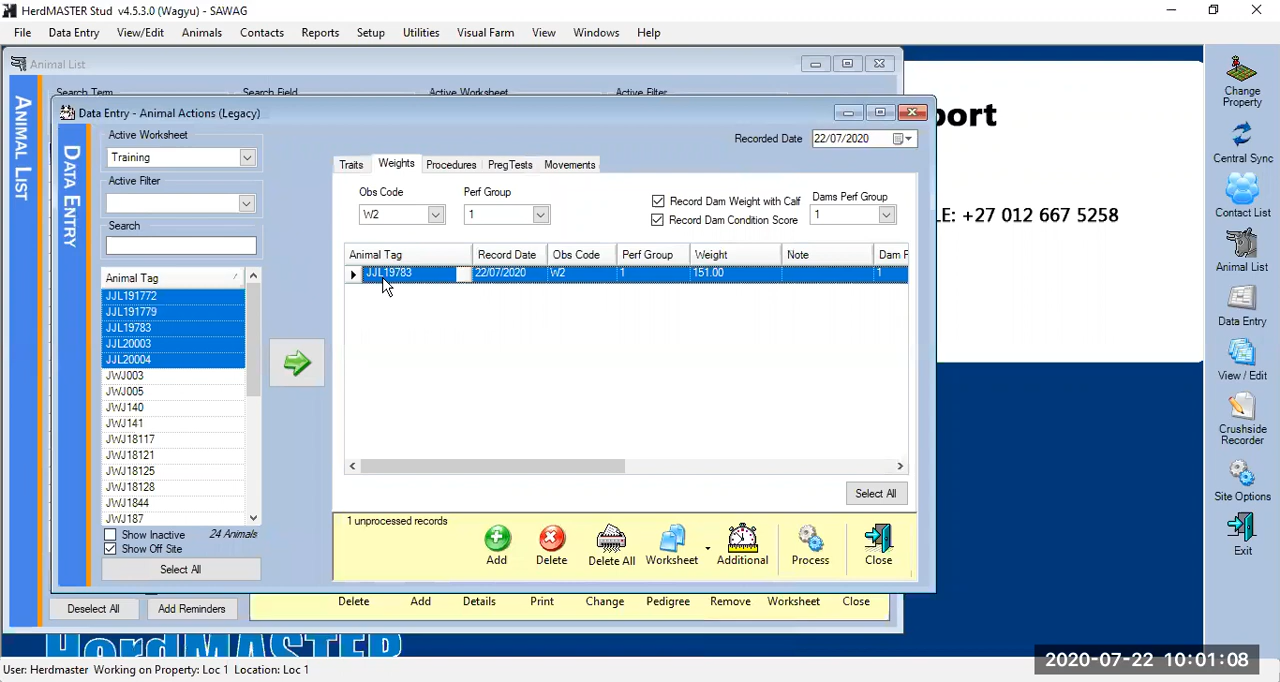 HerdMASTER Stud v4.5.3.0 (Wagyu) - SAWAG
File Data Entry View/Edit Animals Contacts Reports Setup Utilities Visual Farm View Windows Help
Animal List
Search Term Search Field Active Worksheet Active Filter
Data Entry - Animal Actions (Legacy)
ANIMAL LIST
DATA ENTRY
Active Worksheet
Training
Active Filter
Search
Recorded Date 22/07/2020
Traits Weights Procedures PregTests Movements
Obs Code Perf Group
W2 1
Record Dam Weight with Calf Dams Perf Group
Record Dam Condition Score 1
Animal Tag Record Date Obs Code Perf Group Weight Note Dam P
JJL19783 22/07/2020 W2 1 151.00 1
Animal Tag
JJL191772
JJL191779
JJL19783
JJL20003
JJL20004
JWJ003
JWJ005
JWJ140
JWJ141
JWJ18117
JWJ18121
JWJ18125
JWJ18128
JWJ1844
JWJ187
Show Inactive 24 Animals
Show Off Site
Select All
Select All
1 unprocessed records
Add Delete Delete All Worksheet Additional Process Close
Deselect All Add Reminders Delete Add Details Print Change Pedigree Remove Worksheet Close
port
LE: +27 012 667 5258
Change
Property
Central Sync
Contact List
Animal List
Data Entry
View / Edit
Crushside
Recorder
Site Options
Exit
HerdMASTER
User: Herdmaster Working on Property: Loc 1 Location: Loc 1
2020-07-22 10:01:08